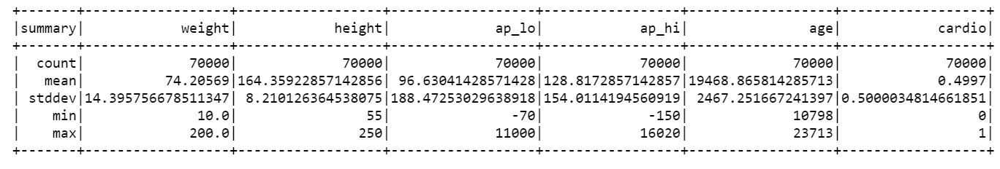 +-------+------------------+-----------------+------------------+-----------------+-----------------+------------------+
|summary|            weight|           height|             ap_lo|            ap_hi|              age|            cardio|
+-------+------------------+-----------------+------------------+-----------------+-----------------+------------------+
|  count|             70000|            70000|             70000|            70000|            70000|             70000|
|   mean|          74.20569|164.35922857142856| 96.63041428571428|128.8172857142857|19468.865814285713|            0.4997|
| stddev|14.395756678511347| 8.210126364538075|188.47253029638918|154.0114194560919| 2467.251667241397|0.5000034814661851|
|    min|              10.0|               55|               -70|             -150|            10798|                 0|
|    max|             200.0|              250|             11000|            16020|            23713|                 1|
+-------+------------------+-----------------+------------------+-----------------+-----------------+------------------+